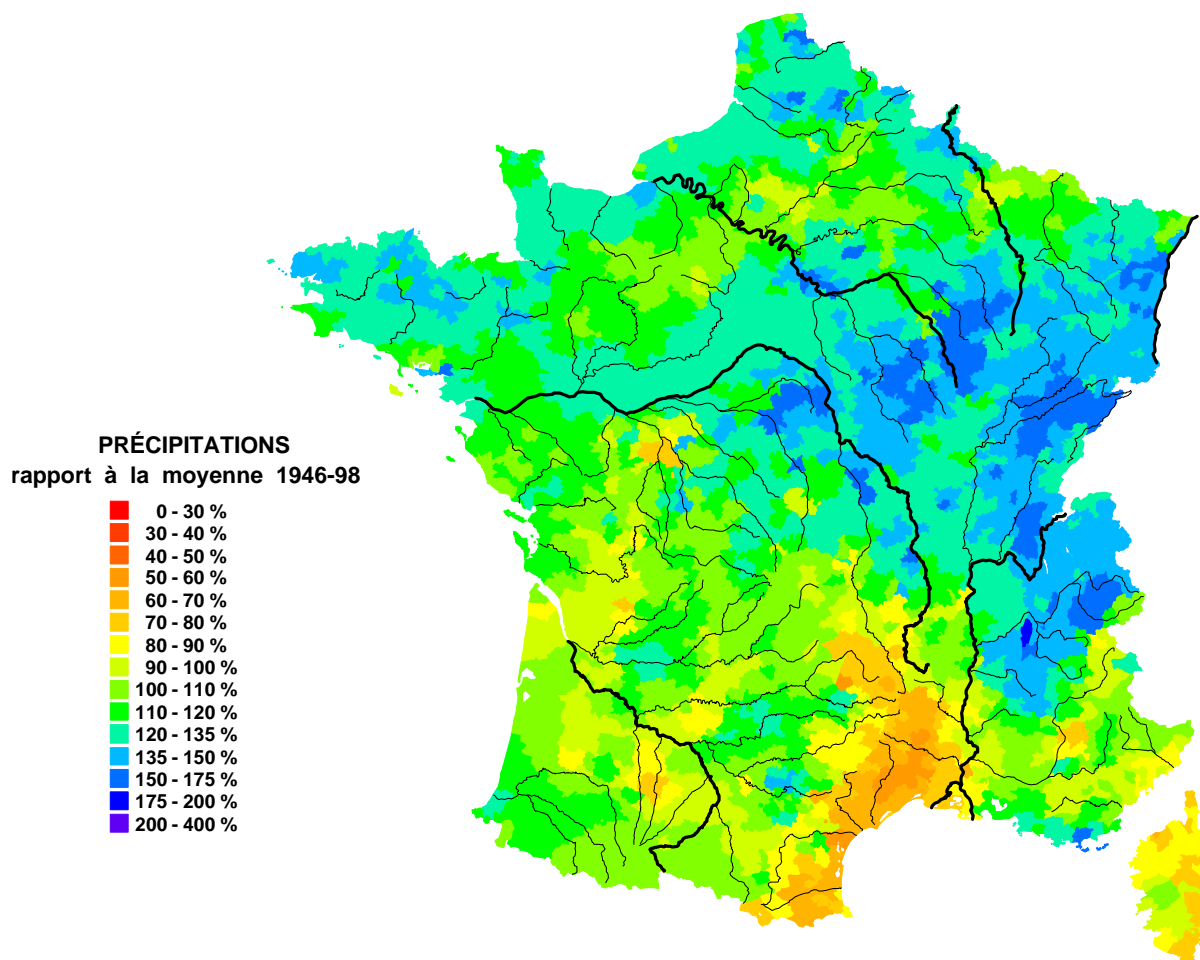 PRÉCIPITATIONS
rapport à la moyenne 1946-98
0 - 30 %
30 - 40 %
40 - 50 %
50 - 60 %
60 - 70 %
70 - 80 %
80 - 90 %
90 - 100 %
100 - 110 %
110 - 120 %
120 - 135 %
135 - 150 %
150 - 175 %
175 - 200 %
200 - 400 %